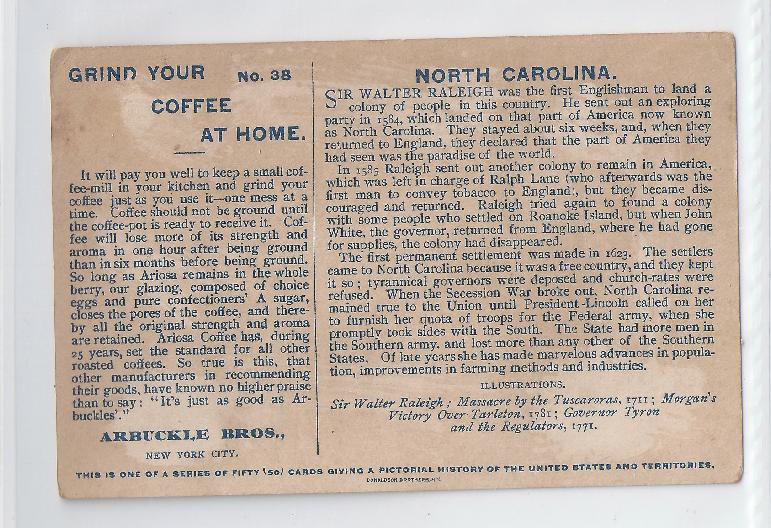 GRIND YOUR No. 38
COFFEE
AT HOME.
It will pay you well to keep a small cof-
fee-mill in your kitchen and grind your
coffee just as you use it—one mess at a
time. Coffee should not be ground until
the coffee-pot is ready to receive it. Cof-
fee will lose more of its strength and
aroma in one hour after being ground
than in six months before being ground.
So long as Ariosa remains in the whole
berry, our glazing, composed of choice
eggs and pure confectioners' A sugar,
closes the pores of the coffee, and there-
by all the original strength and aroma
are retained. Ariosa Coffee has, during
25 years, set the standard for all other
roasted coffees. So true is this, that
other manufacturers in recommending
their goods, have known no higher praise
than to say: "It's just as good as Ar-
buckles'."
ARBUCKLE BROS.,
NEW YORK CITY.
NORTH CAROLINA.
SIR WALTER RALEIGH was the first Englishman to land a
colony of people in this country. He sent out an exploring
party in 1584, which landed on that part of America now known
as North Carolina. They stayed about six weeks, and, when they
returned to England, they declared that the part of America they
had seen was the paradise of the world.
In 1585 Raleigh sent out another colony to remain in America,
which was left in charge of Ralph Lane (who afterwards was the
first man to convey tobacco to England), but they became dis-
couraged and returned. Raleigh tried again to found a colony
with some people who settled on Roanoke Island, but when John
White, the governor, returned from England, where he had gone
for supplies, the colony had disappeared.
The first permanent settlement was made in 1623. The settlers
came to North Carolina because it was a free country, and they kept
it so; tyrannical governors were deposed and church-rates were
refused. When the Secession War broke out, North Carolina re-
mained true to the Union until President Lincoln called on her
to furnish her quota of troops for the Federal army, when she
promptly took sides with the South. The State had more men in
the Southern army, and lost more than any other of the Southern
States. Of late years she has made marvelous advances in popula-
tion, improvements in farming methods and industries.
ILLUSTRATIONS.
Sir Walter Raleigh; Massacre by the Tuscaroras, 1711; Morgan's
Victory Over Tarleton, 1781; Governor Tyron
and the Regulators, 1771.
THIS IS ONE OF A SERIES OF FIFTY (50) CARDS GIVING A PICTORIAL HISTORY OF THE UNITED STATES AND TERRITORIES.
DONALDSON BROTHERS, N.Y.